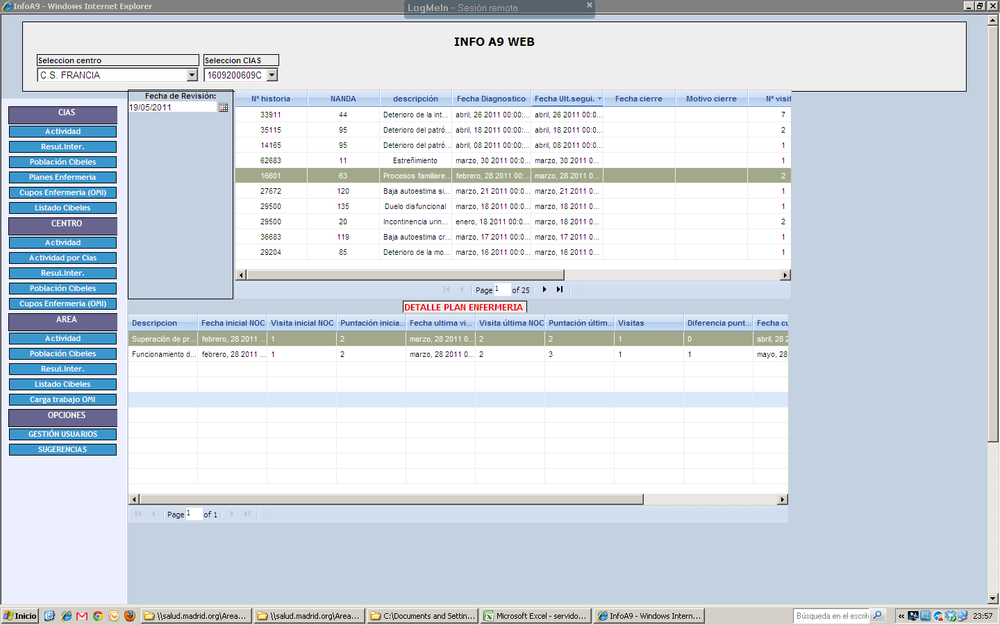 InfoA9 - Windows Internet Explorer
LogMeIn - Sesión remota
INFO A9 WEB
Seleccion centro
Seleccion CIAS
C.S. FRANCIA
1609200609C
Fecha de Revisión:
19/05/2011
CIAS
Actividad
Resul.Inter.
Población Cibeles
Planes Enfermeria
Cupos Enfermeria (OMI)
Listado Cibeles
CENTRO
Actividad
Actividad por Cias
Resul.Inter.
Población Cibeles
Cupos Enfermeria (OMI)
AREA
Actividad
Población Cibeles
Resul.Inter.
Listado Cibeles
Carga trabajo OMI
OPCIONES
GESTIÓN USUARIOS
SUGERENCIAS
Nº historia NANDA descripción Fecha Diagnostico Fecha Ult.segui. Fecha cierre Motivo cierre Nº visit
33911 44 Deterioro de la int... abril, 26 2011 00:00:... abril, 26 2011 00:0... 7
35115 95 Deterioro del patró... abril, 18 2011 00:00:... abril, 18 2011 00:0... 2
14165 95 Deterioro del patró... abril, 08 2011 00:00:... abril, 08 2011 00:0... 1
62683 11 Estreñimiento marzo, 30 2011 00:0... marzo, 30 2011 0... 1
16601 63 Procesos familiare... febrero, 28 2011 00:... marzo, 28 2011 0... 2
27672 120 Baja autoestima si... marzo, 21 2011 00:0... marzo, 21 2011 0... 1
29500 135 Duelo disfuncional marzo, 18 2011 00:0... marzo, 18 2011 0... 1
29500 20 Incontinencia urin... enero, 18 2011 00:0... marzo, 18 2011 0... 2
36683 119 Baja autoestima cr... marzo, 17 2011 00:0... marzo, 17 2011 0... 1
29204 85 Deterioro de la mo... marzo, 16 2011 00:0... marzo, 16 2011 0... 1
Page 1 of 25
DETALLE PLAN ENFERMERIA
Descripcion Fecha inicial NOC Visita inicial NOC Puntación inicia... Fecha ultima vi... Visita última NOC Puntación últim... Visitas Diferencia punt... Fecha cu
Superación de pr... febrero, 28 2011 ... 1 2 marzo, 28 2011 0... 2 2 1 0 abril, 28 2
Funcionamiento d... febrero, 28 2011 ... 1 2 marzo, 28 2011 0... 2 3 1 1 mayo, 28
Page 1 of 1
Inicio
\\salud.madrid.org\Area...
\\salud.madrid.org\Area...
C:\Documents and Settin...
Microsoft Excel - servido...
InfoA9 - Windows Intern...
Búsqueda en el escrito
23:57